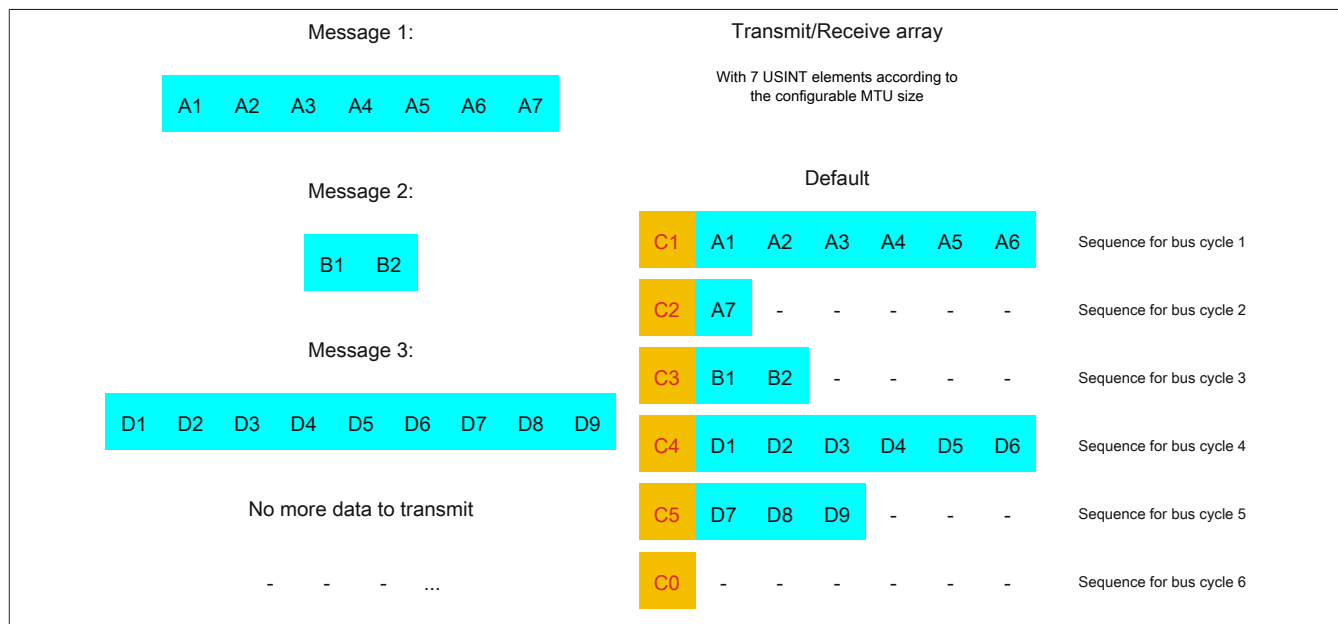 Message 1:
A1 A2 A3 A4 A5 A6 A7
Message 2:
B1 B2
Message 3:
D1 D2 D3 D4 D5 D6 D7 D8 D9
No more data to transmit
- - - ...
Transmit/Receive array
With 7 USINT elements according to
the configurable MTU size
Default
C1 A1 A2 A3 A4 A5 A6 Sequence for bus cycle 1
C2 A7 - - - - - Sequence for bus cycle 2
C3 B1 B2 - - - - Sequence for bus cycle 3
C4 D1 D2 D3 D4 D5 D6 Sequence for bus cycle 4
C5 D7 D8 D9 - - - Sequence for bus cycle 5
C0 - - - - - - Sequence for bus cycle 6